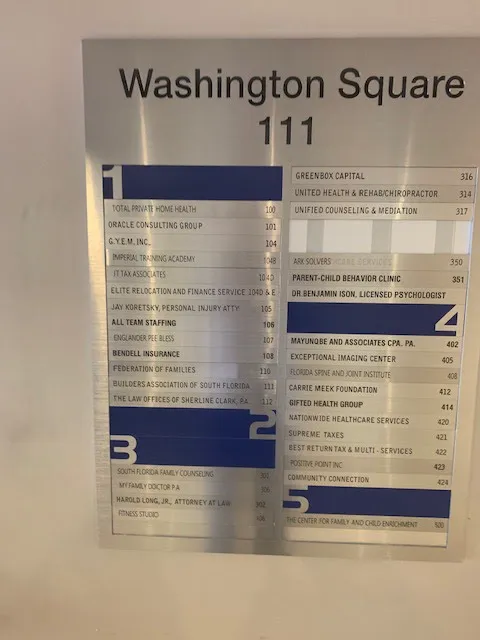 Washington Square
111
1
TOTAL PRIVATE HOME HEALTH 100
ORACLE CONSULTING GROUP 101
G.Y.E.M. INC. 104
IMPERIAL TRAINING ACADEMY 104B
IT TAX ASSOCIATES 104D
ELITE RELOCATION AND FINANCE SERVICE 104D & E
JAY KORETSKY, PERSONAL INJURY ATTY 105
ALL TEAM STAFFING 106
ENGLANDER PEE BLESS 107
BENDELL INSURANCE 108
FEDERATION OF FAMILIES 110
BUILDERS ASSOCIATION OF SOUTH FLORIDA 111
THE LAW OFFICES OF SHERLINE CLARK, PA. 112
2
3
SOUTH FLORIDA FAMILY COUNSELING 301
MY FAMILY DOCTOR P.A
HAROLD LONG, JR., ATTORNEY AT LAW 302
FITNESS STUDIO
GREENBOX CAPITAL 316
UNITED HEALTH & REHAB/CHIROPRACTOR 314
UNIFIED COUNSELING & MEDIATION 317
ARK SOLVERS 350
PARENT-CHILD BEHAVIOR CLINIC 351
DR.BENJAMIN ISON, LICENSED PSYCHOLOGIST
4
MAYUNGBE AND ASSOCIATES CPA. PA. 402
EXCEPTIONAL IMAGING CENTER 405
FLORIDA SPINE AND JOINT INSTITUTE 408
CARRIE MEEK FOUNDATION 412
GIFTED HEALTH GROUP 414
NATIONWIDE HEALTHCARE SERVICES 420
SUPREME TAXES 421
BEST RETURN TAX & MULTI-SERVICES 422
POSITIVE POINT INC 423
COMMUNITY CONNECTION 424
5
THE CENTER FOR FAMILY AND CHILD ENRICHMENT 500